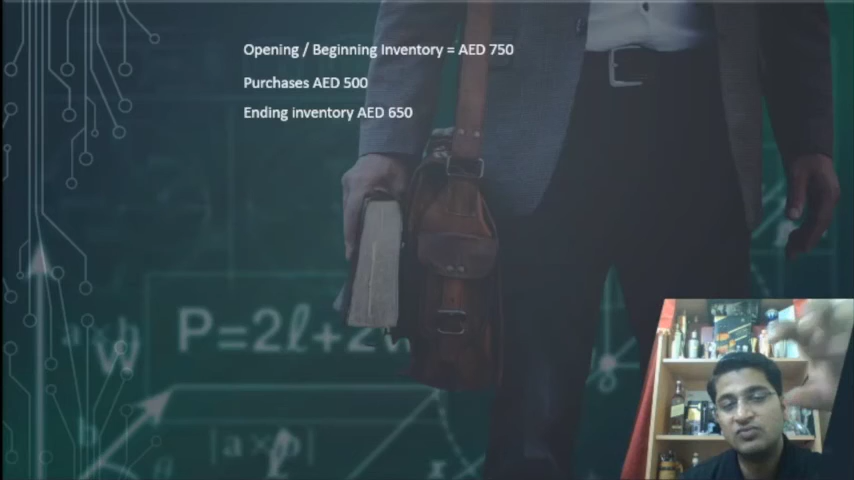 Opening / Beginning Inventory = AED 750
Purchases AED 500
Ending inventory AED 650
P=2ℓ+2w
W
|a×b|